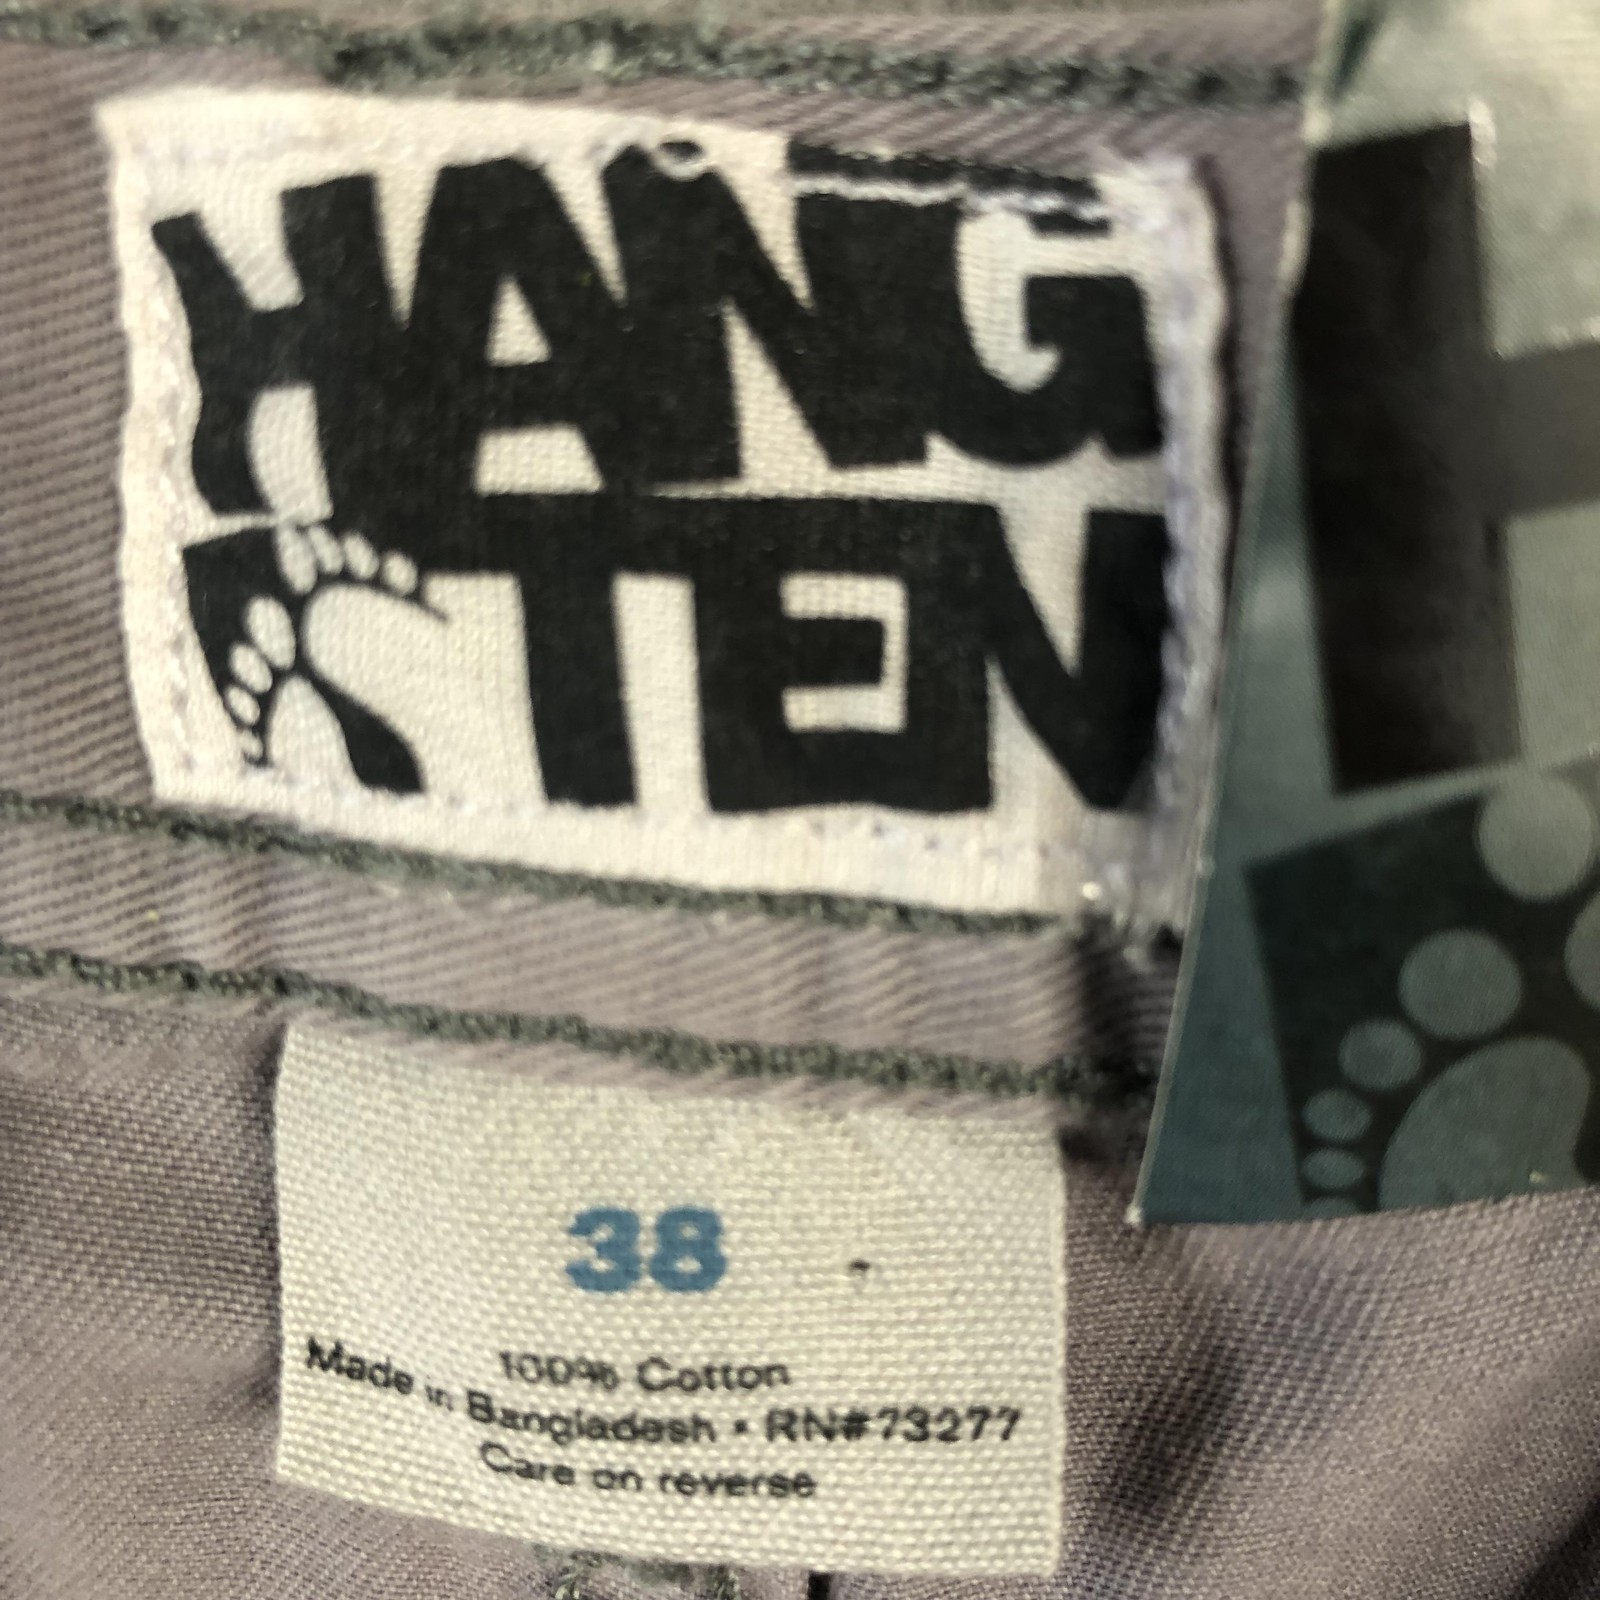 HANG
TEN
38
100% Cotton
Made in Bangladesh • RN#73277
Care on reverse